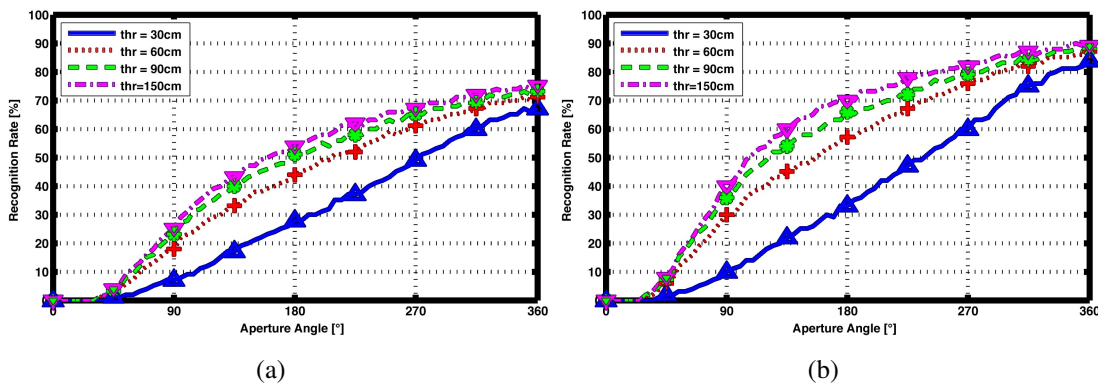 100
90
80
70
60
50
40
30
20
10
0
Recognition Rate [%]
thr = 30cm
thr = 60cm
thr = 90cm
thr=150cm
0 90 180 270 360
Aperture Angle [°]
(a)
100
90
80
70
60
50
40
30
20
10
0
Recognition Rate [%]
thr = 30cm
thr = 60cm
thr = 90cm
thr=150cm
0 90 180 270 360
Aperture Angle [°]
(b)